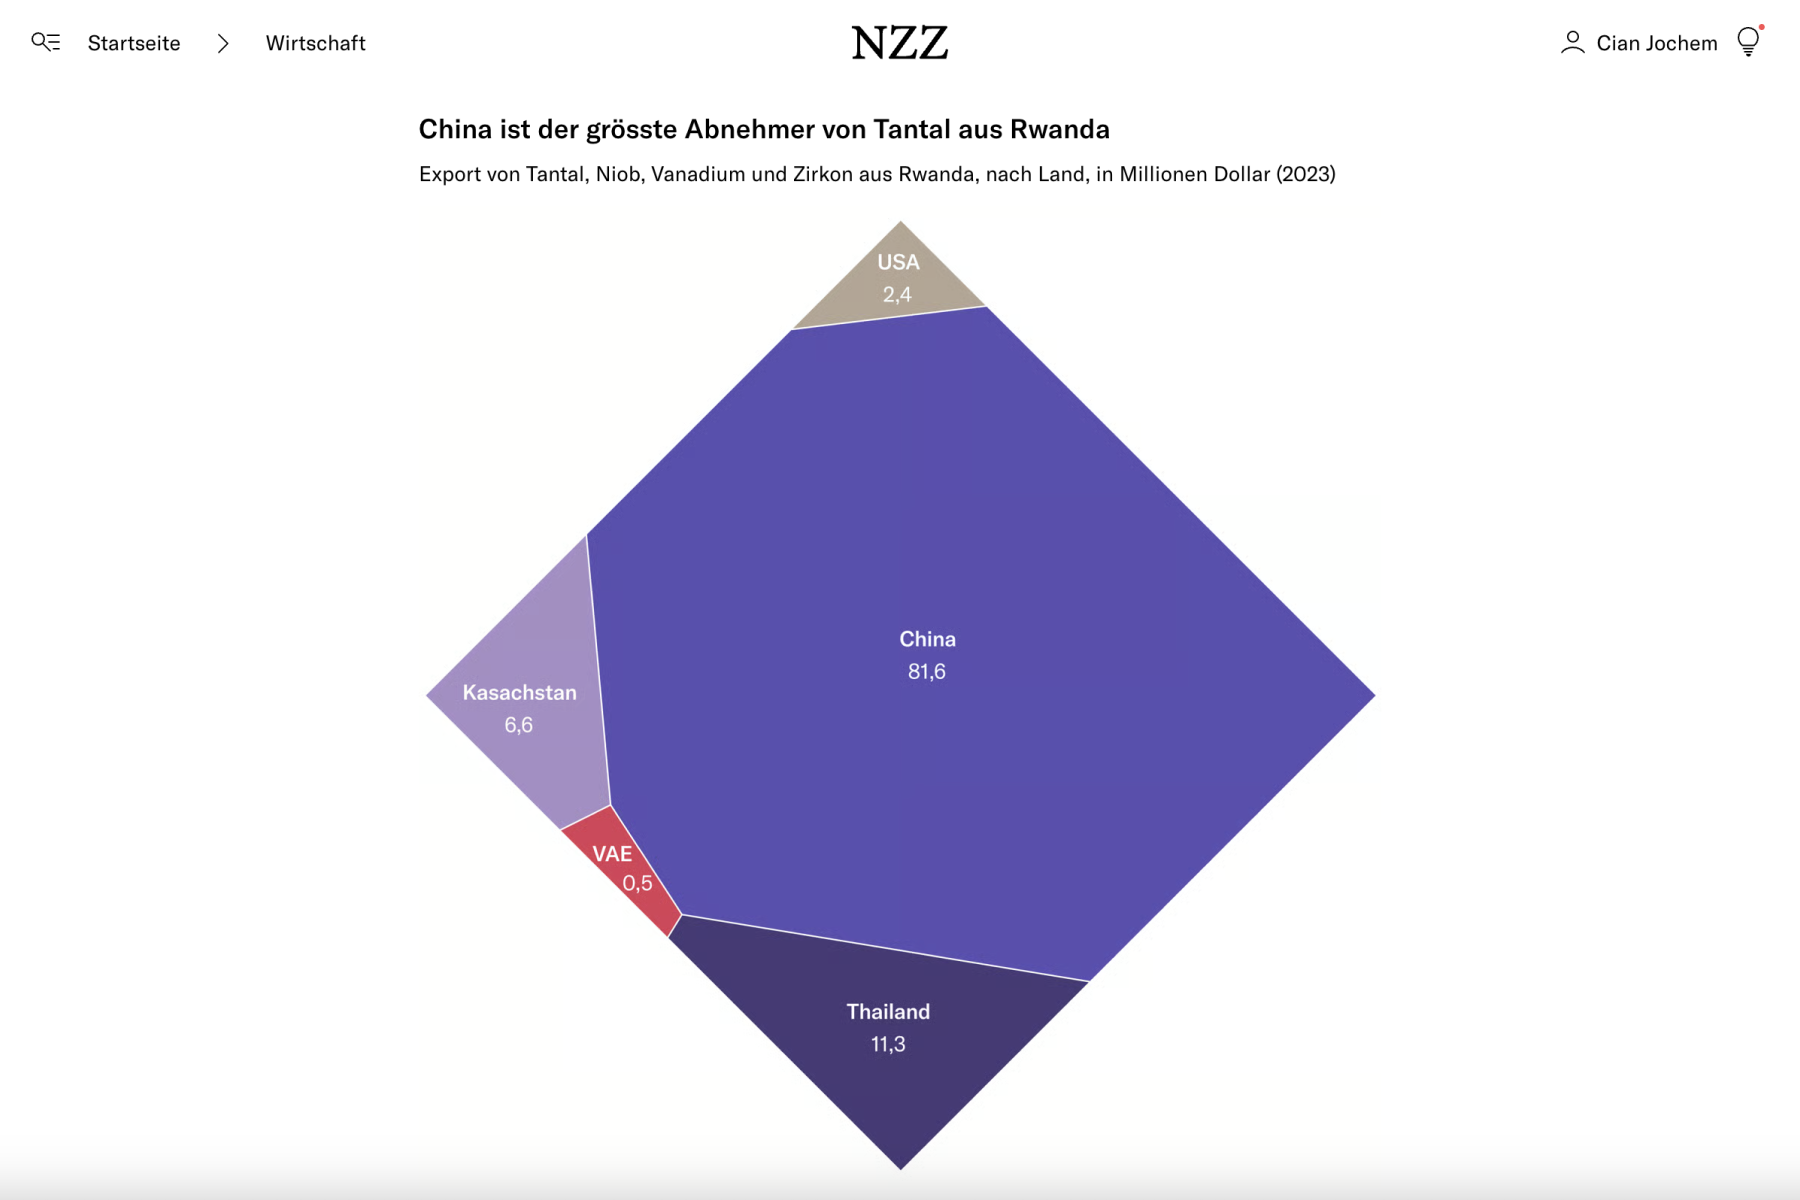 Startseite
Wirtschaft
NZZ
Cian Jochem
China ist der grösste Abnehmer von Tantal aus Rwanda
Export von Tantal, Niob, Vanadium und Zirkon aus Rwanda, nach Land, in Millionen Dollar (2023)
USA
2,4
China
81,6
Kasachstan
6,6
VAE
0,5
Thailand
11,3